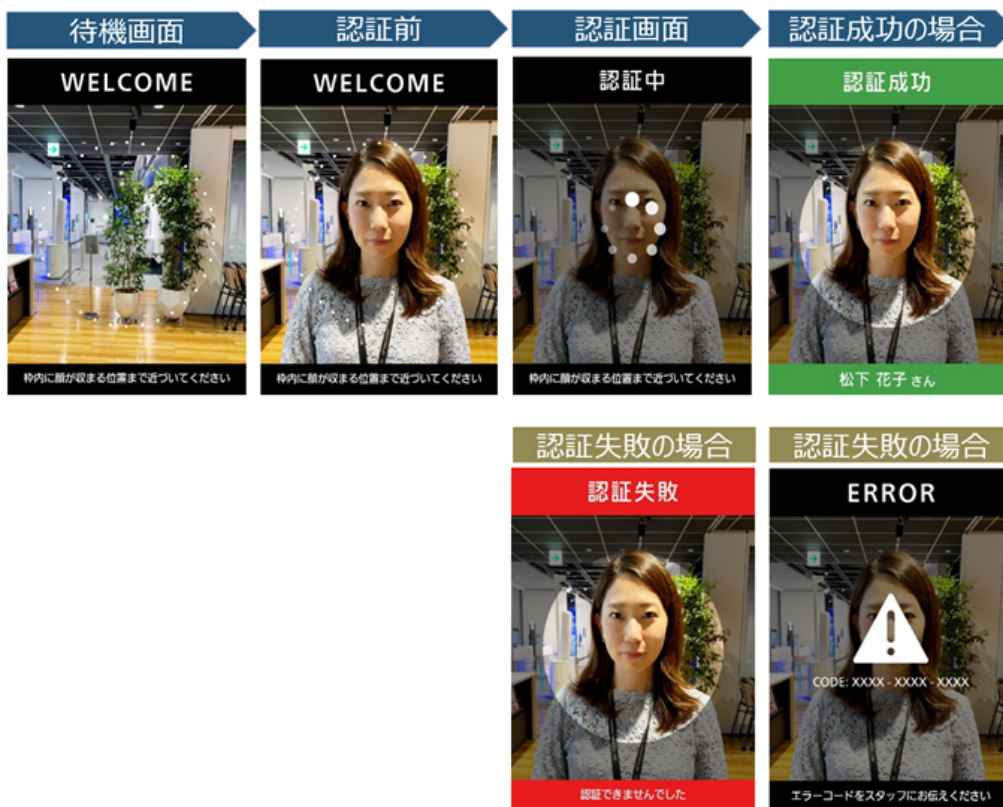 待機画面
認証前
認証画面
認証成功の場合
WELCOME
WELCOME
認証中
認証成功
枠内に顔が収まる位置まで近づいてください
枠内に顔が収まる位置まで近づいてください
枠内に顔が収まる位置まで近づいてください
松下 花子 さん
認証失敗の場合
認証失敗の場合
認証失敗
ERROR
CODE: XXXX - XXXX - XXXX
認証できませんでした
エラーコードをスタッフにお伝えください